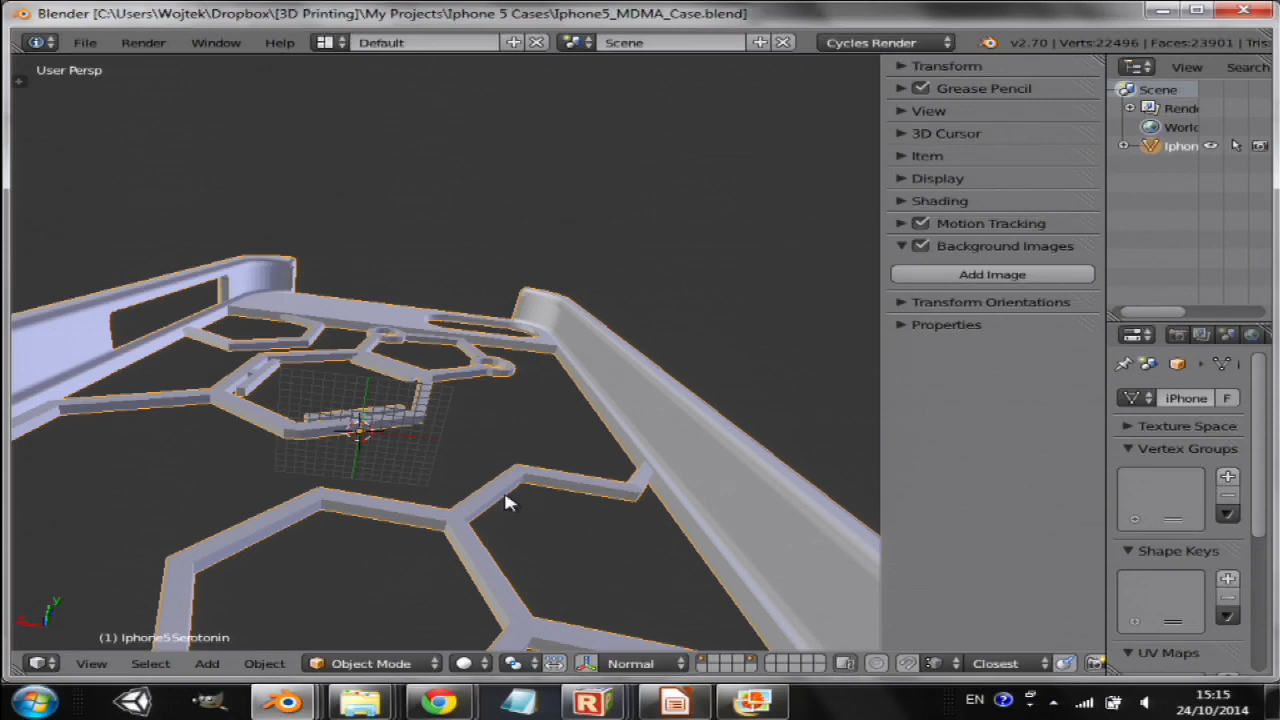 Blender [C:\Users\Wojtek\Dropbox\[3D Printing]\My Projects\Iphone 5 Cases\Iphone5_MDMA_Case.blend]
File Render Window Help Default Scene Cycles Render v2.70 | Verts:22496 | Faces:23901 | Tris:
User Persp
Transform
Grease Pencil
View
3D Cursor
Item
Display
Shading
Motion Tracking
Background Images
Add Image
Transform Orientations
Properties
View Search
Scene
Rende
World
Iphon
iPhone F
Texture Space
Vertex Groups
Shape Keys
UV Maps
(1) Iphone5Serotonin
View Select Add Object Object Mode Normal Closest
EN 15:15
24/10/2014